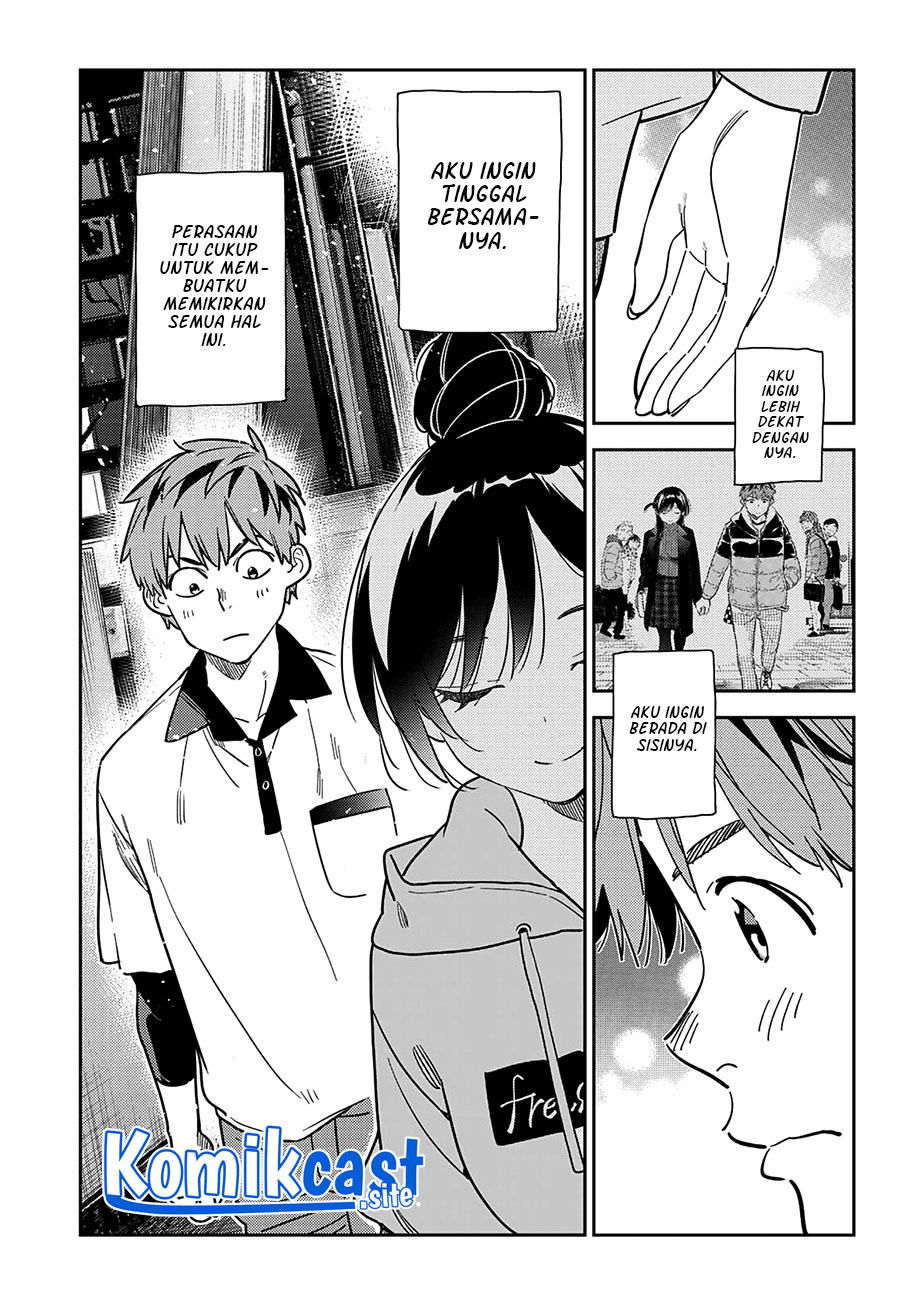 AKU
INGIN
LEBIH
DEKAT
DENGAN
NYA.
AKU INGIN
BERADA DI
SISINYA.
AKU INGIN
TINGGAL
BERSAMA-
NYA.
PERASAAN
ITU CUKUP
UNTUK MEM-
BUATKU
MEMIKIRKAN
SEMUA HAL
INI.
Komikcast
.site